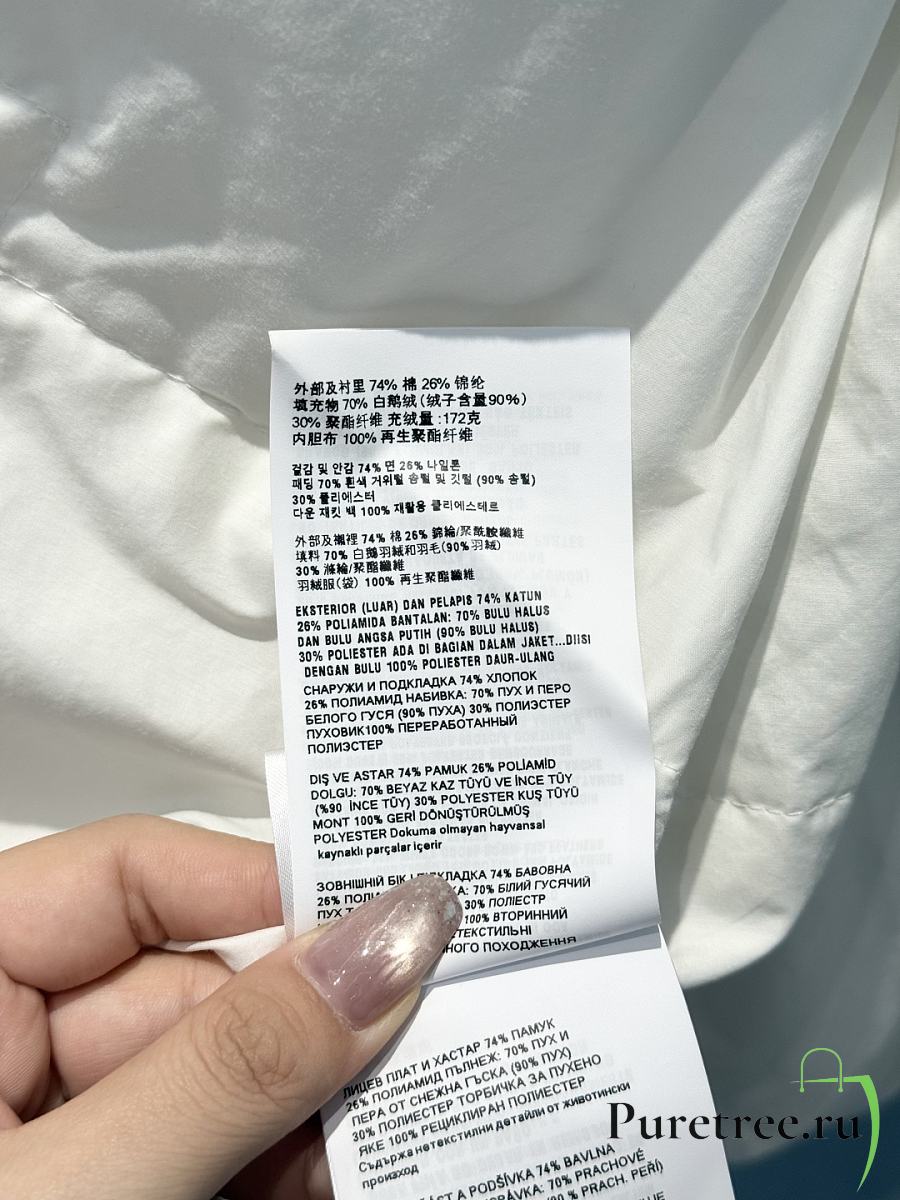 外部及衬里 74% 棉 26% 锦纶
填充物 70% 白鹅绒(绒子含量90%)
30% 聚酯纤维 充绒量:172克
内胆布 100% 再生聚酯纤维
겉감 및 안감 74% 면 26% 나일론
패딩 70% 흰색 거위털 솜털 및 깃털 (90% 솜털)
30% 폴리에스터
다운 재킷 백 100% 재활용 폴리에스테르
外部及襯裡 74% 棉 26% 錦綸/聚酰胺纖維
填料 70% 白鵝羽絨和羽毛(90%羽絨)
30% 滌綸/聚酯纖維
羽絨服(袋) 100% 再生聚酯纖維
EKSTERIOR (LUAR) DAN PELAPIS 74% KATUN
26% POLIAMIDA BANTALAN: 70% BULU HALUS
DAN BULU ANGSA PUTIH (90% BULU HALUS)
30% POLIESTER ADA DI BAGIAN DALAM JAKET...DIISI
DENGAN BULU 100% POLIESTER DAUR-ULANG
СНАРУЖИ И ПОДКЛАДКА 74% ХЛОПОК
26% ПОЛИАМИД НАБИВКА: 70% ПУХ И ПЕРО
БЕЛОГО ГУСЯ (90% ПУХА) 30% ПОЛИЭСТЕР
ПУХОВИК100% ПЕРЕРАБОТАННЫЙ
ПОЛИЭСТЕР
DIŞ VE ASTAR 74% PAMUK 26% POLİAMİD
DOLGU: 70% BEYAZ KAZ TÜYÜ VE İNCE TÜY
(%90 İNCE TÜY) 30% POLYESTER KUŞ TÜYÜ
MONT 100% GERİ DÖNÜŞTÜRÜLMÜŞ
POLYESTER Dokuma olmayan hayvansal
kaynaklı parçalar içerir
ЗОВНІШНІЙ БІК І ПІДКЛАДКА 74% БАВОВНА
26% 70% БІЛИЙ ГУСЯЧИЙ
ПУХ 30% ПОЛІЕСТР
100% ВТОРИННИЙ
ПОХОДЖЕННЯ
ЛИЦЕВ ПЛАТ И ХАСТАР 74% ПАМУК
26% ПОЛИАМИД ПЪЛНЕЖ: 70% ПУХ И
ПЕРА ОТ СНЕЖНА ГЪСКА (90% ПУХ)
30% ПОЛИЕСТЕР ТОРБИЧКА ЗА ПУХЕНО
ЯКЕ 100% РЕЦИКЛИРАН ПОЛИЕСТЕР
Съдържа нетекстилни детайли от животински
произход
A PODŠÍVKA 74% BAVLNA
70% PRACHOVÉ
PRACH. PEŘÍ)
Puretree.ru